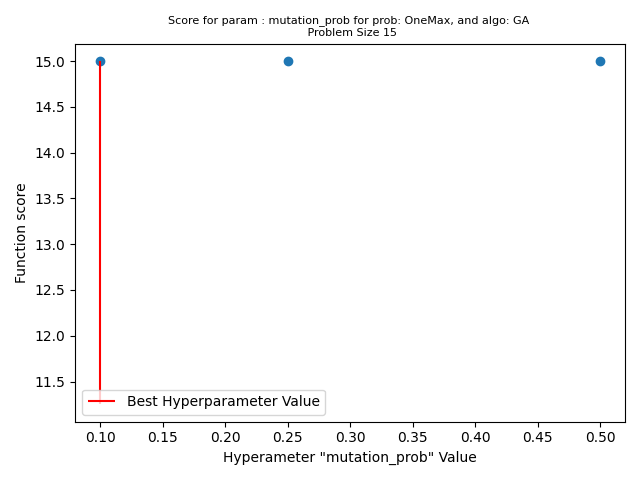 Score for param : mutation_prob for prob: OneMax, and algo: GA
Problem Size 15
15.0
14.5
14.0
13.5
13.0
12.5
12.0
11.5
Function score
Best Hyperparameter Value
0.10 0.15 0.20 0.25 0.30 0.35 0.40 0.45 0.50
Hyperameter "mutation_prob" Value